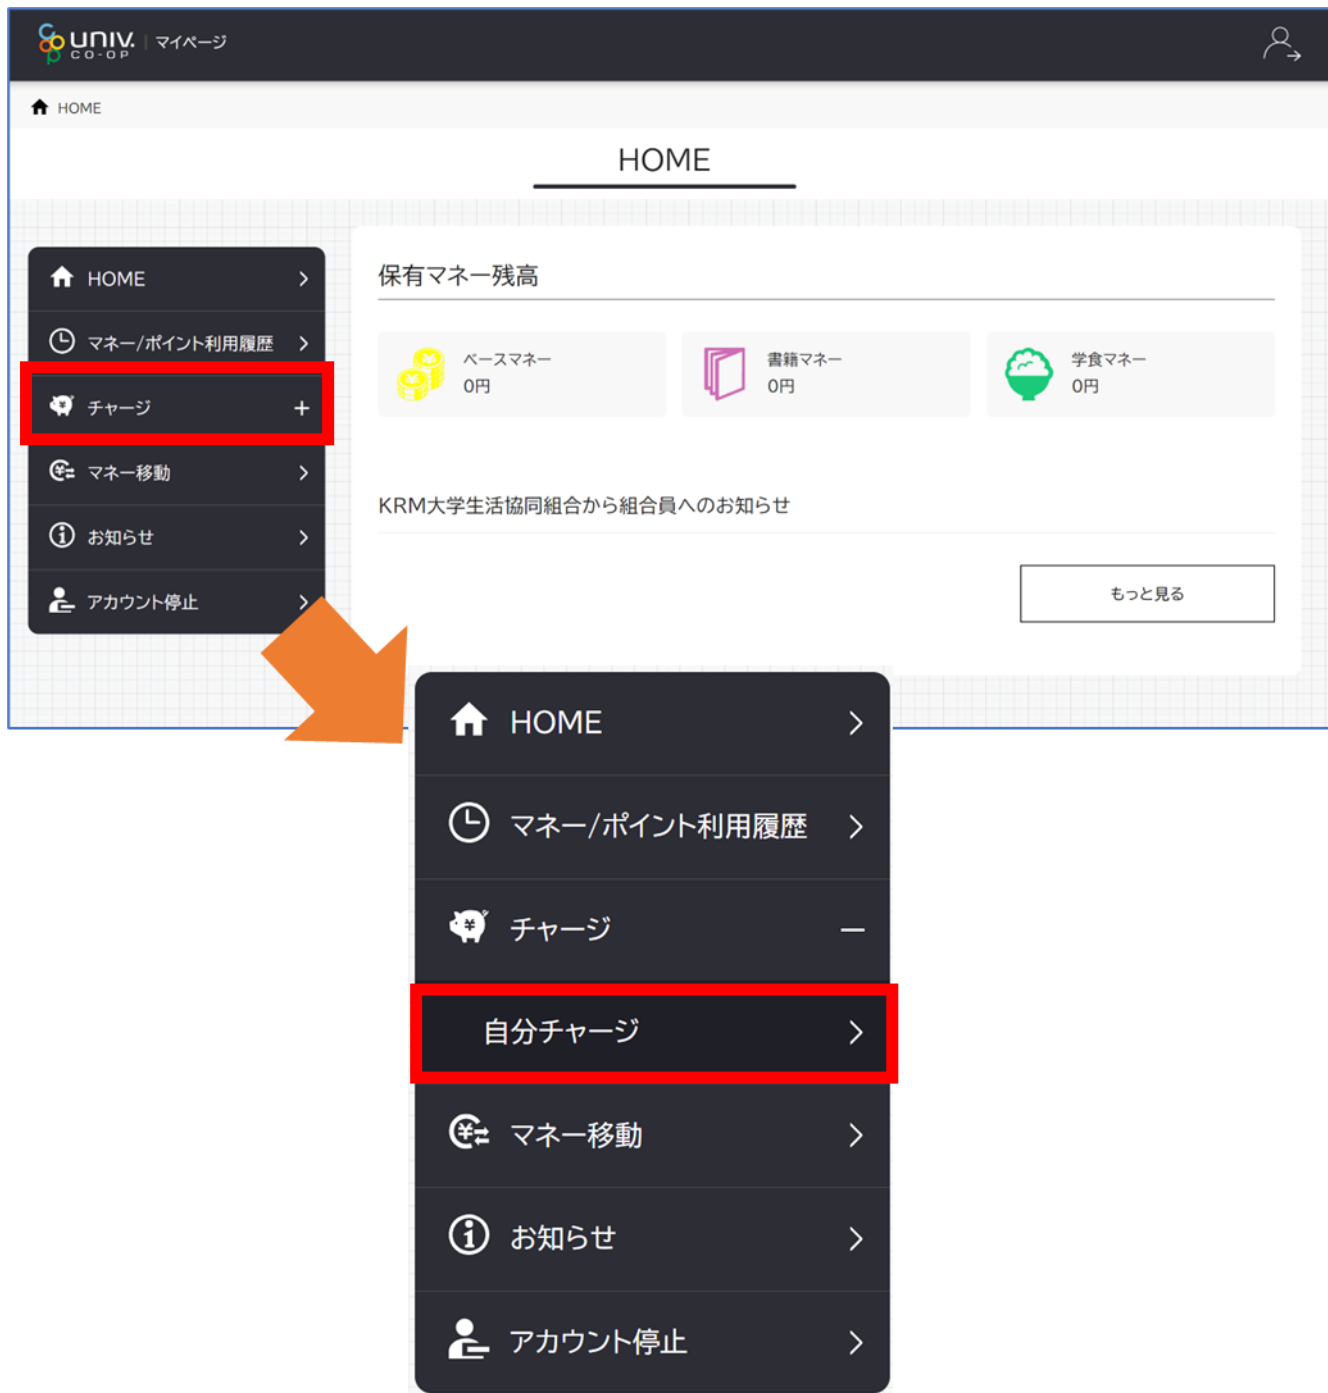 UNIV. CO-OP マイページ
HOME
HOME
HOME
マネー/ポイント利用履歴
チャージ
マネー移動
お知らせ
アカウント停止
保有マネー残高
ベースマネー
0円
書籍マネー
0円
学食マネー
0円
KRM大学生活協同組合から組合員へのお知らせ
もっと見る
HOME
マネー/ポイント利用履歴
チャージ
自分チャージ
マネー移動
お知らせ
アカウント停止